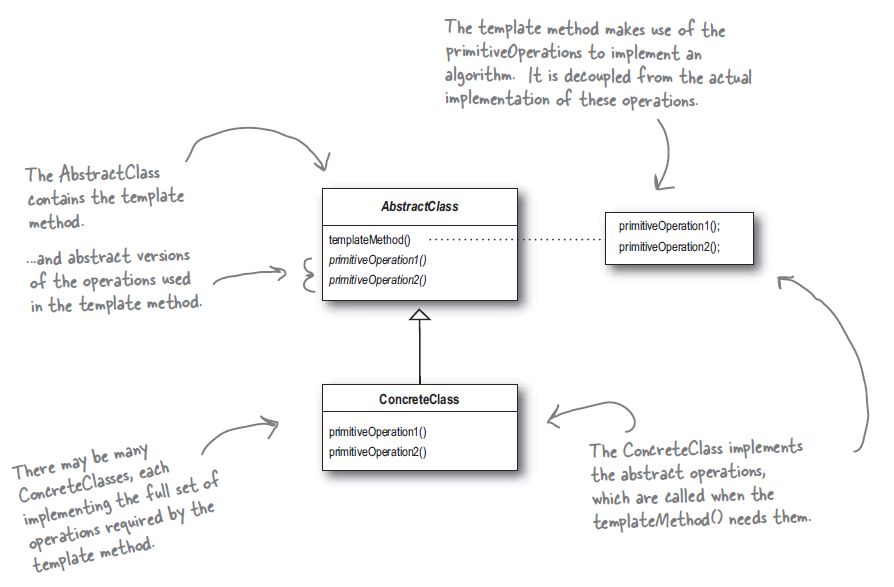 The template method makes use of the
primitiveOperations to implement an
algorithm. It is decoupled from the actual
implementation of these operations.
The AbstractClass
contains the template
method.
...and abstract versions
of the operations used
in the template method.
AbstractClass
templateMethod()
primitiveOperation1()
primitiveOperation2()
primitiveOperation1();
primitiveOperation2();
ConcreteClass
primitiveOperation1()
primitiveOperation2()
There may be many
ConcreteClasses, each
implementing the full set of
operations required by the
template method.
The ConcreteClass implements
the abstract operations,
which are called when the
templateMethod() needs them.